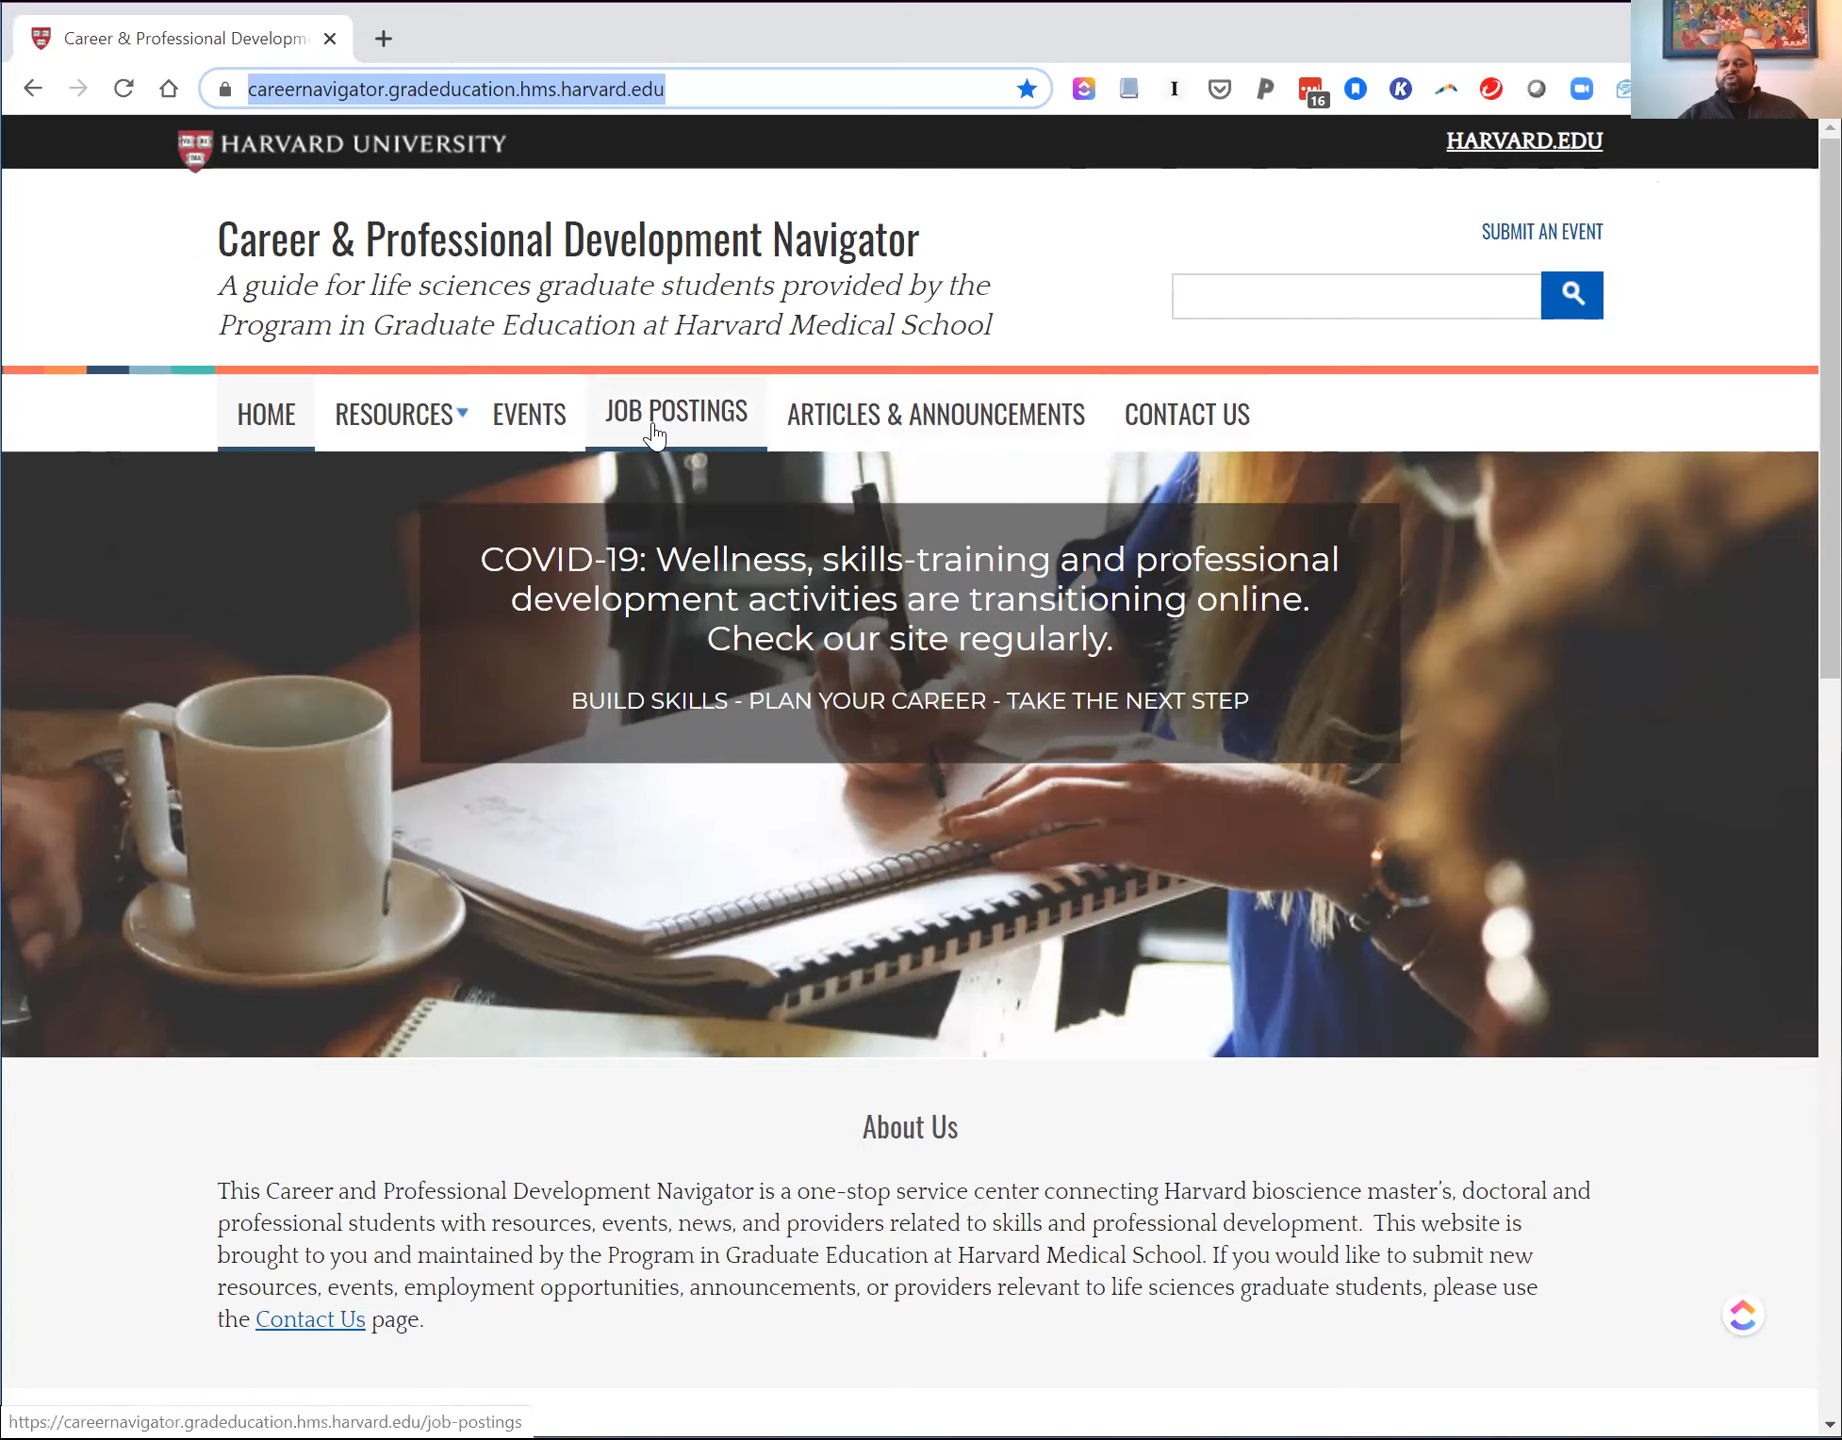 Career & Professional Developm
careernavigator.gradeducation.hms.harvard.edu
16
HARVARD UNIVERSITY
HARVARD.EDU
Career & Professional Development Navigator
A guide for life sciences graduate students provided by the
Program in Graduate Education at Harvard Medical School
SUBMIT AN EVENT
HOME RESOURCES EVENTS JOB POSTINGS ARTICLES & ANNOUNCEMENTS CONTACT US
COVID-19: Wellness, skills-training and professional
development activities are transitioning online.
Check our site regularly.
BUILD SKILLS - PLAN YOUR CAREER - TAKE THE NEXT STEP
About Us
This Career and Professional Development Navigator is a one-stop service center connecting Harvard bioscience master's, doctoral and
professional students with resources, events, news, and providers related to skills and professional development. This website is
brought to you and maintained by the Program in Graduate Education at Harvard Medical School. If you would like to submit new
resources, events, employment opportunities, announcements, or providers relevant to life sciences graduate students, please use
the Contact Us page.
https://careernavigator.gradeducation.hms.harvard.edu/job-postings